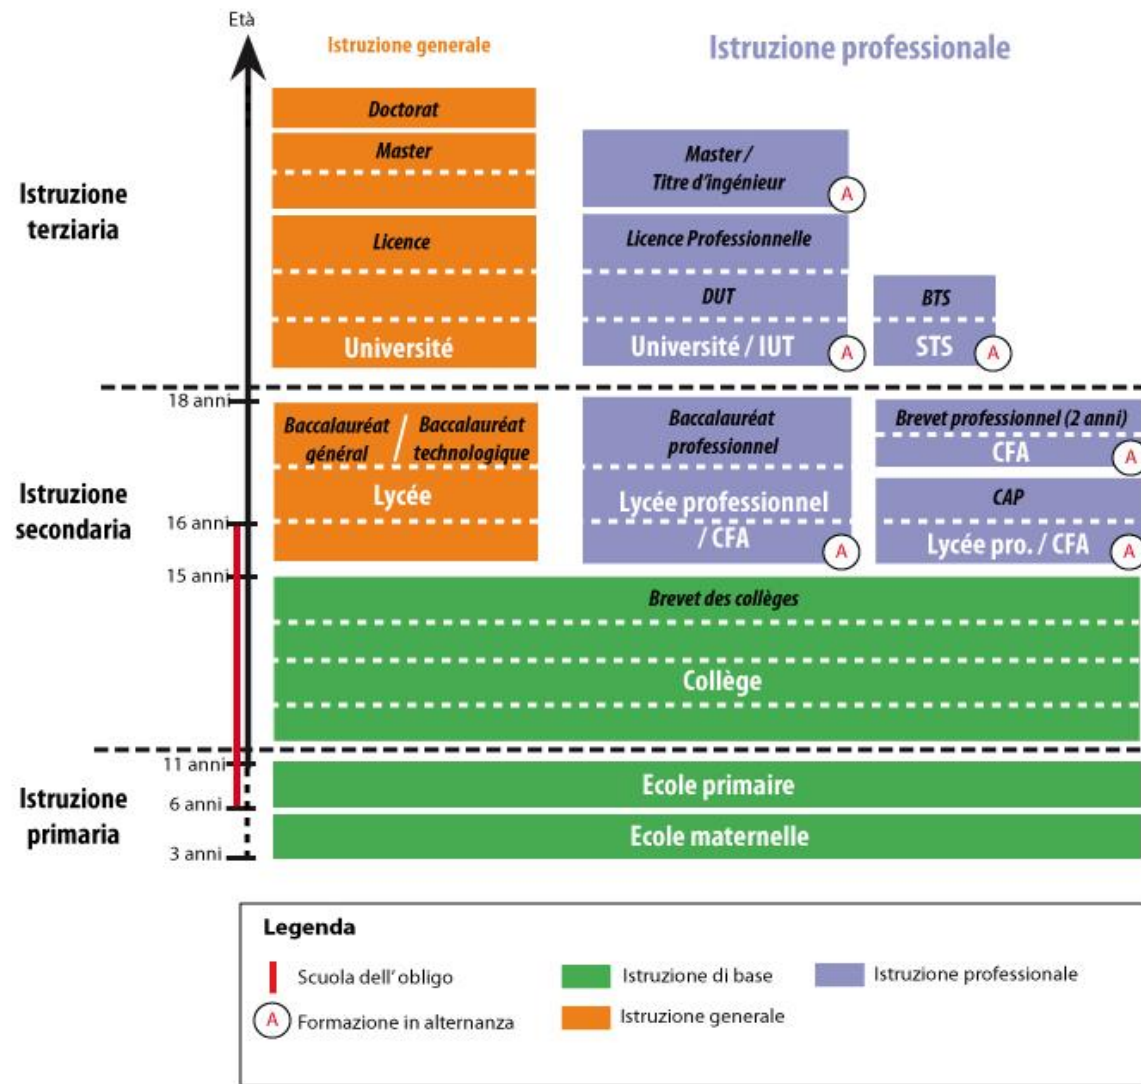 Età
Istruzione generale
Istruzione professionale
Doctorat
Master
Master /
Titre d'ingénieur
A
Istruzione
terziaria
Licence
Licence Professionnelle
DUT
BTS
Université
Université / IUT
A
STS
A
18 anni
Baccalauréat
général
/
Baccalauréat
technologique
Baccalauréat
professionnel
Brevet professionnel (2 anni)
CFA
A
Istruzione
secondaria
Lycée
Lycée professionnel
/ CFA
A
CAP
Lycée pro. / CFA
A
16 anni
15 anni
Brevet des collèges
Collège
11 anni
Ecole primaire
Istruzione
primaria
6 anni
Ecole maternelle
3 anni
Legenda
Scuola dell' obligo
Istruzione di base
Istruzione professionale
A Formazione in alternanza
Istruzione generale